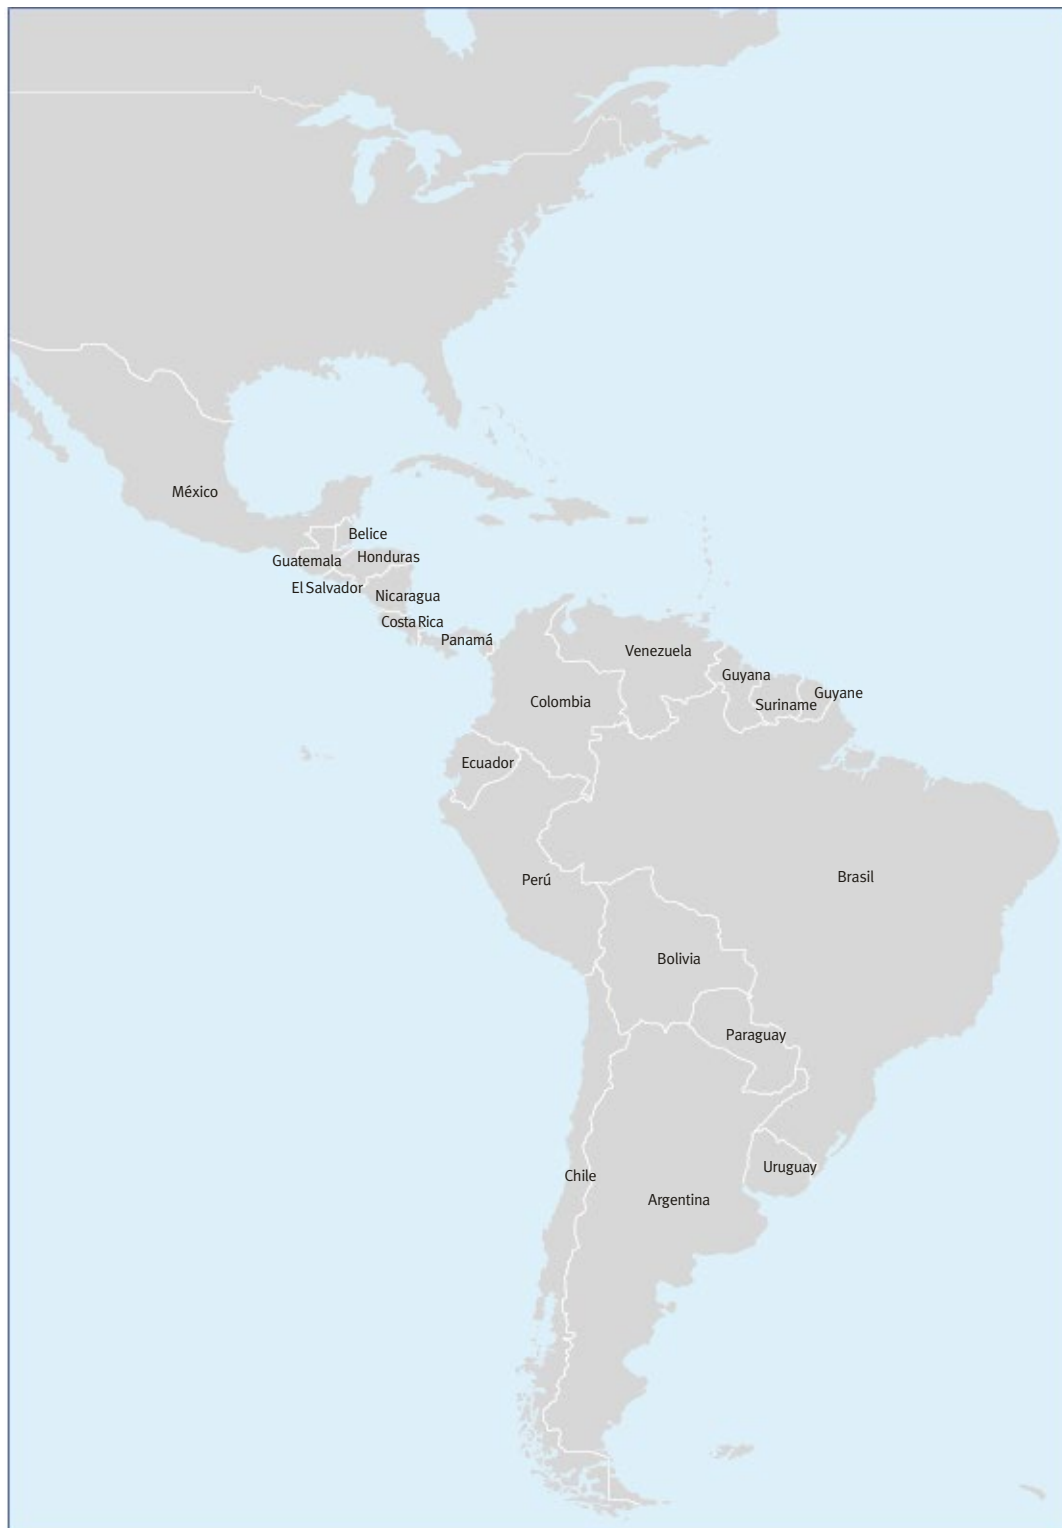 México
Belice
Honduras
Guatemala
El Salvador
Nicaragua
Costa Rica
Panamá
Venezuela
Guyana
Guyane
Suriname
Colombia
Ecuador
Brasil
Perú
Bolivia
Paraguay
Uruguay
Chile
Argentina